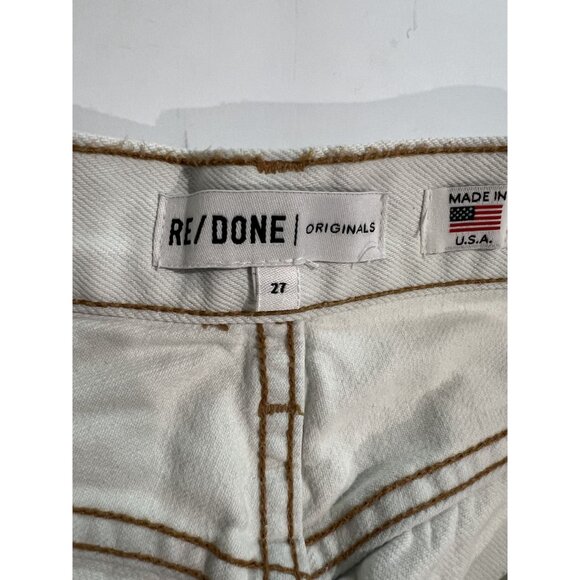 RE/DONE | ORIGINALS
27
MADE IN
U.S.A.